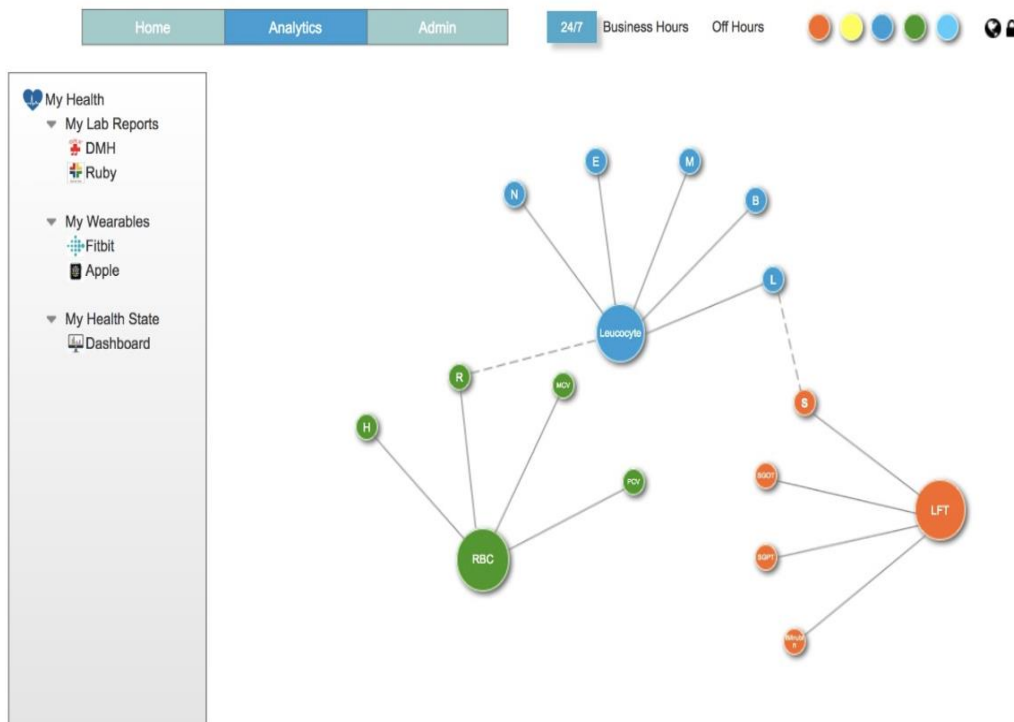 Home Analytics Admin 24/7 Business Hours Off Hours
My Health
My Lab Reports
DMH
Ruby
My Wearables
Fitbit
Apple
My Health State
Dashboard
E
M
N
B
L
Leucocyte
R
MCV
H
S
SGOT
PCV
LFT
RBC
SGPT